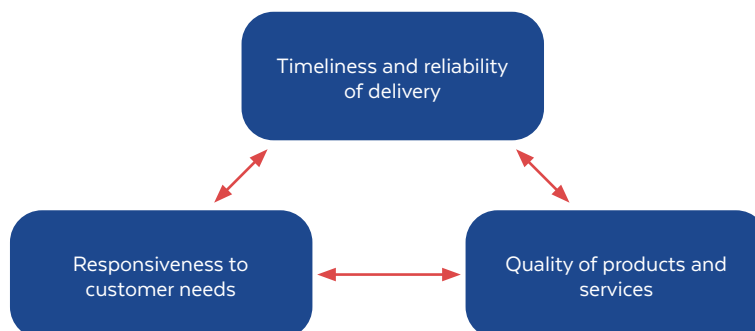 Timeliness and reliability
of delivery
Responsiveness to
customer needs
Quality of products and
services